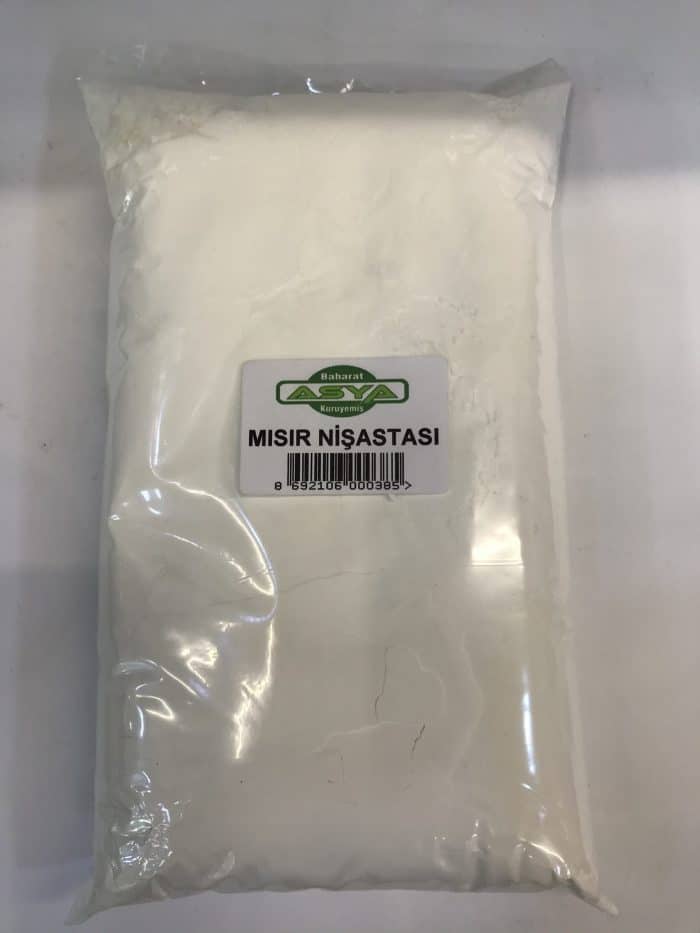 Baharat
ASYA
Kuruyemiş
MISIR NİŞASTASI
8 692106 000385 >